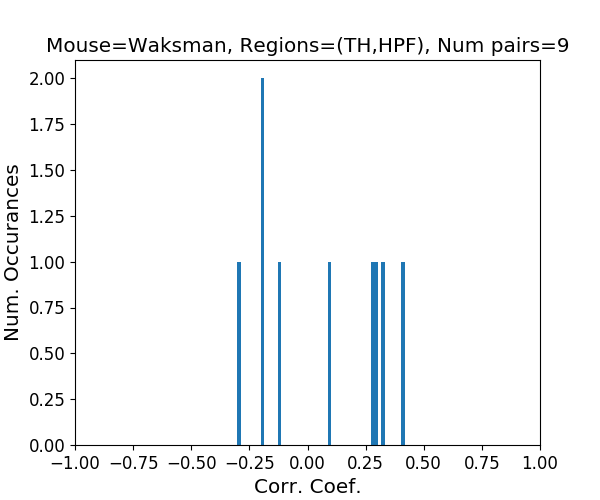 Mouse=Waksman, Regions=(TH,HPF), Num pairs=9
Num. Occurances
2.00
1.75
1.50
1.25
1.00
0.75
0.50
0.25
0.00
−1.00 −0.75 −0.50 −0.25 0.00 0.25 0.50 0.75 1.00
Corr. Coef.